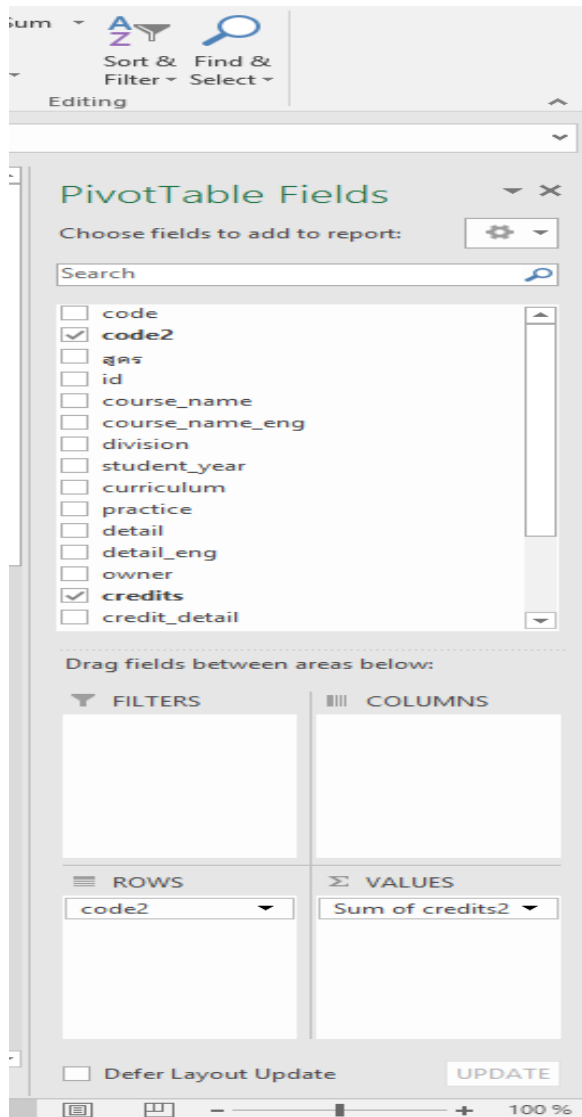 Sum
Sort & Filter
Find & Select
Editing
PivotTable Fields
Choose fields to add to report:
Search
code
code2
สูตร
id
course_name
course_name_eng
division
student_year
curriculum
practice
detail
detail_eng
owner
credits
credit_detail
Drag fields between areas below:
FILTERS
COLUMNS
ROWS
Σ VALUES
code2
Sum of credits2
Defer Layout Update
UPDATE
100 %